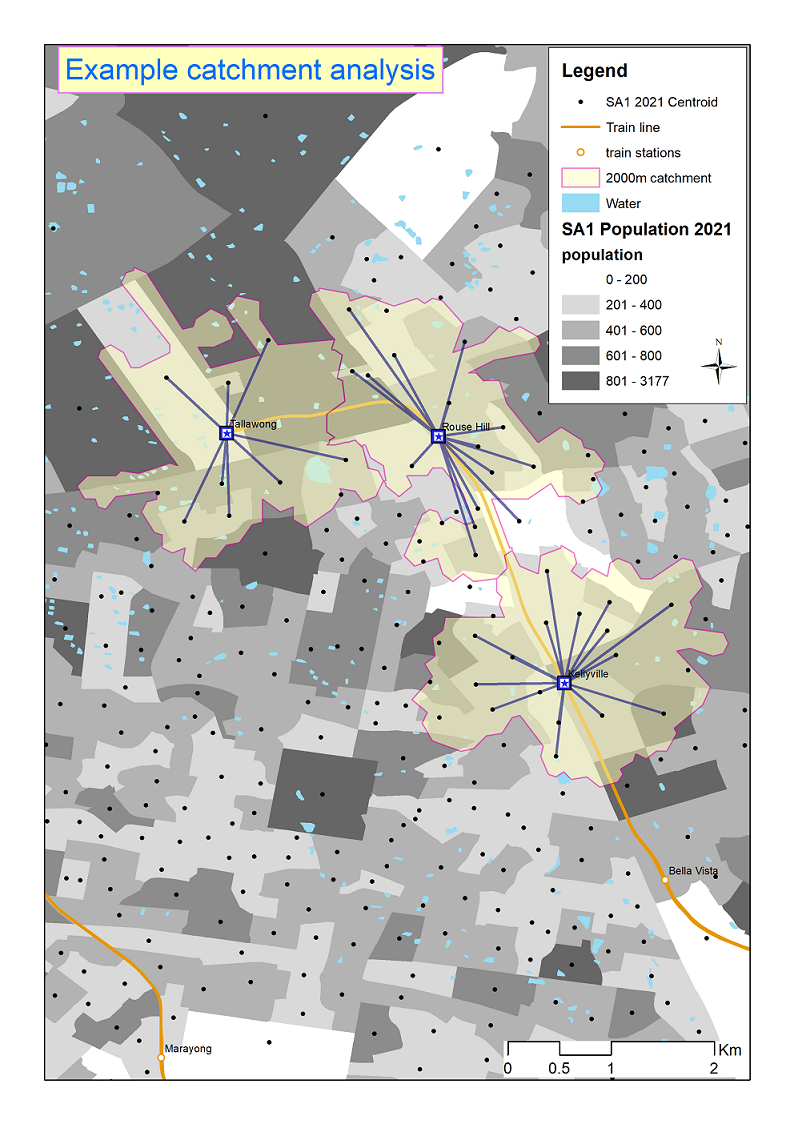 Example catchment analysis
Legend
SA1 2021 Centroid
Train line
train stations
2000m catchment
Water
SA1 Population 2021
population
0 - 200
201 - 400
401 - 600
601 - 800
801 - 3177
N
Tallawong
Rouse Hill
Kellyville
Bella Vista
Marayong
Km
0 0.5 1 2